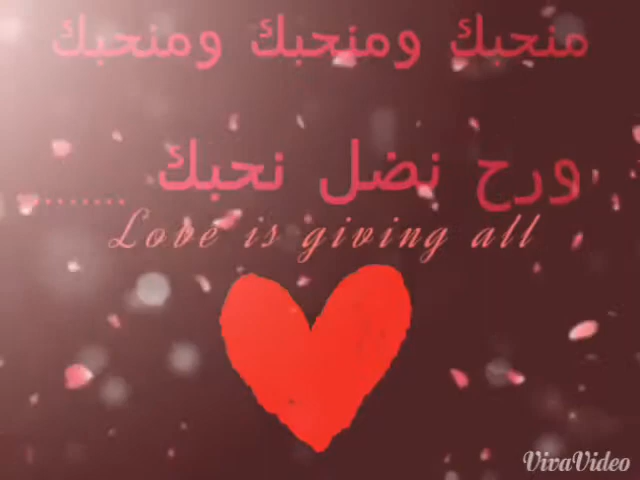 منحبك ومنحبك ومنحبك
ورح نضل نحبك ........
Love is giving all
VivaVideo